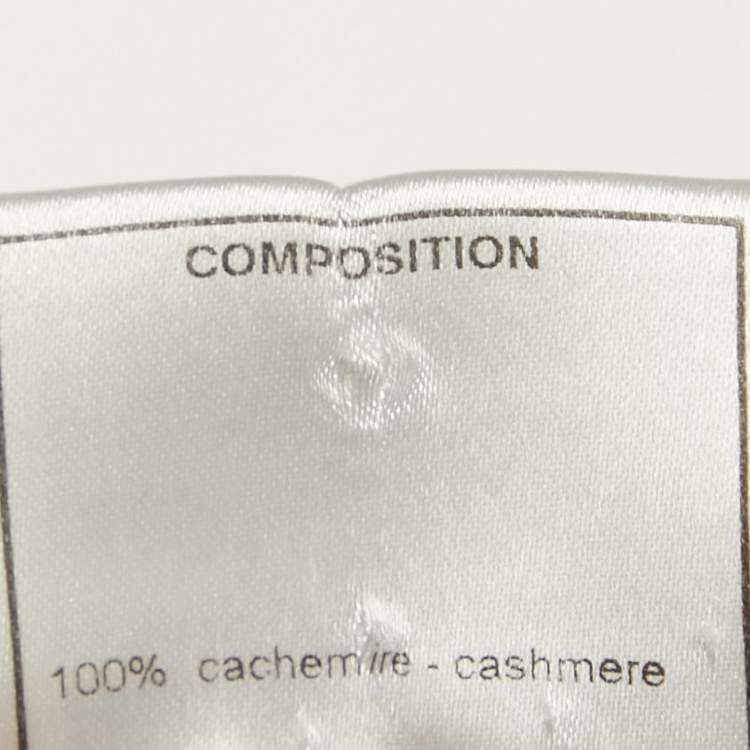 COMPOSITION
100% cachemire - cashmere